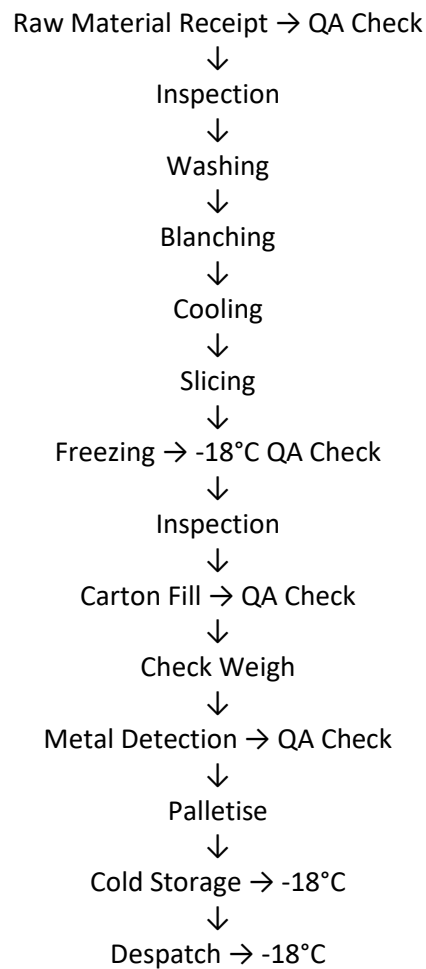 Raw Material Receipt → QA Check
↓
Inspection
↓
Washing
↓
Blanching
↓
Cooling
↓
Slicing
↓
Freezing → -18°C QA Check
↓
Inspection
↓
Carton Fill → QA Check
↓
Check Weigh
↓
Metal Detection → QA Check
↓
Palletise
↓
Cold Storage → -18°C
↓
Despatch → -18°C